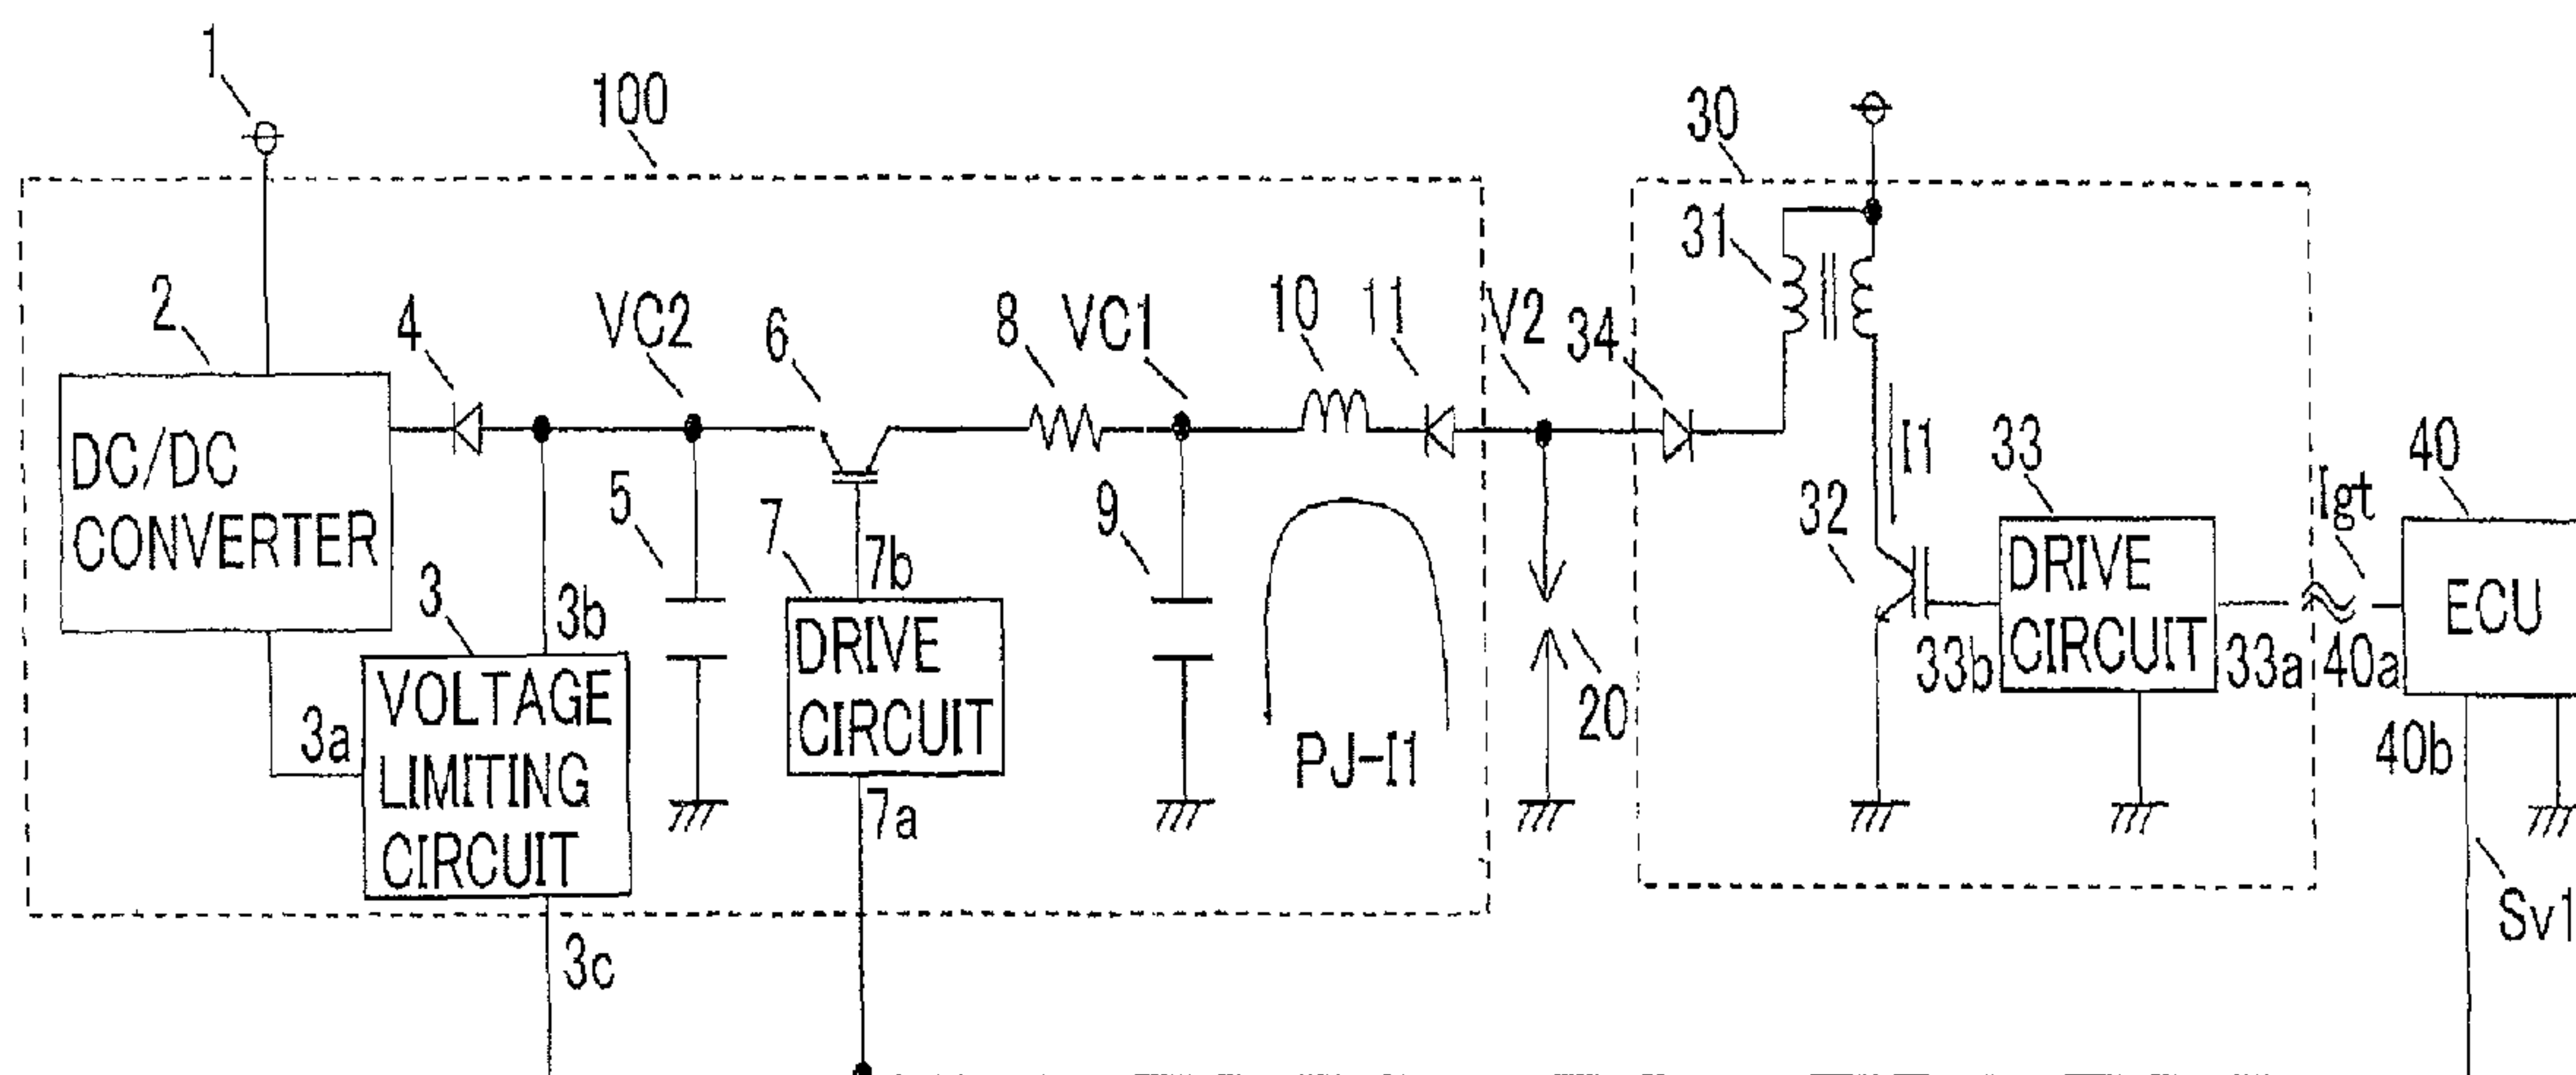 1
100
30
31
2
4
VC2
6
8
VC1
10
11
V2
34
DC/DC
CONVERTER
I1
33
40
Igt
32
5
7
7b
9
3
3b
DRIVE
CIRCUIT
DRIVE
CIRCUIT
ECU
33b
33a
40a
VOLTAGE
LIMITING
CIRCUIT
3a
20
PJ-I1
40b
7a
Sv1
3c